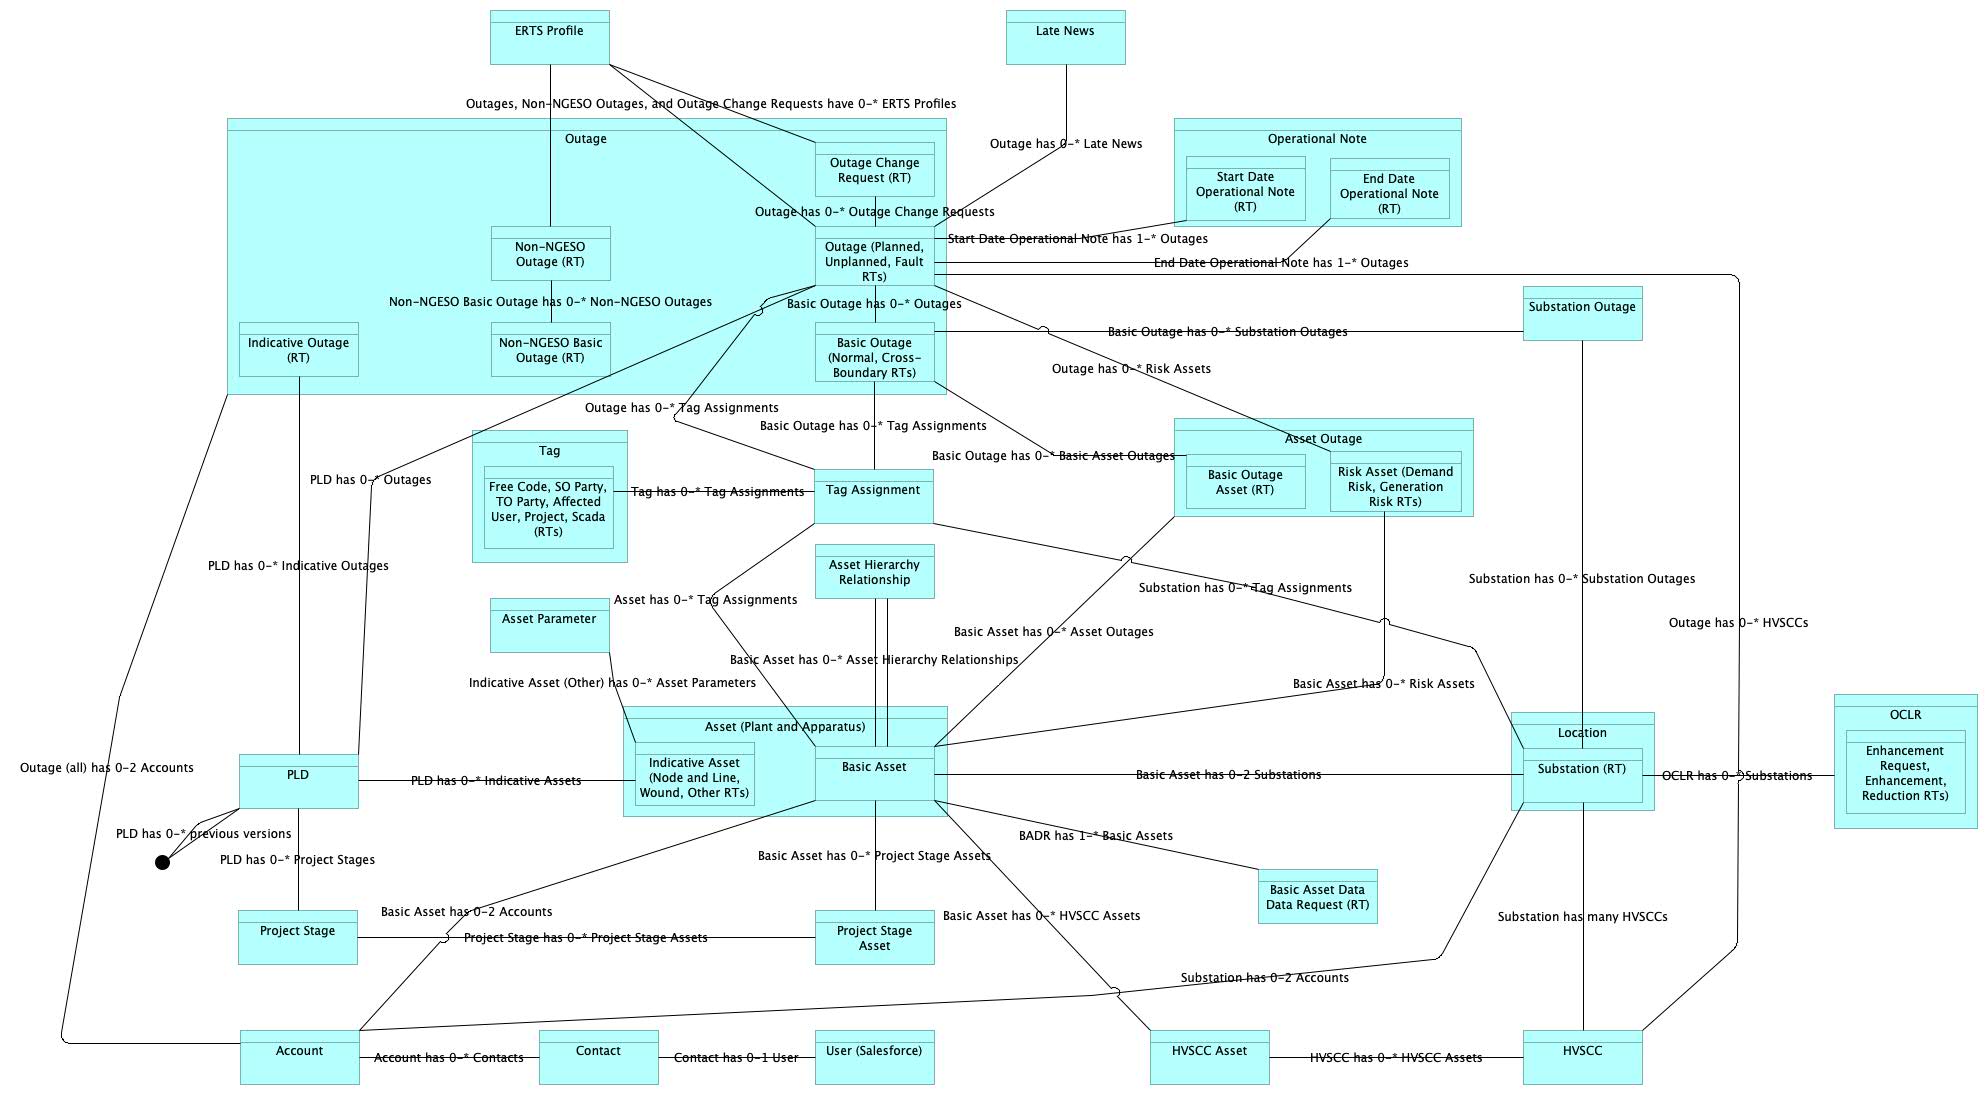 ERTS Profile
Late News
Outages, Non-NGESO Outages, and Outage Change Requests have 0-* ERTS Profiles
Outage
Operational Note
Outage has 0-* Late News
Outage Change
Request (RT)
Start Date
Operational Note
(RT)
End Date
Operational Note
(RT)
Outage has 0-* Outage Change Requests
Start Date Operational Note has 1-* Outages
Non-NGESO
Outage (RT)
Outage (Planned,
Unplanned, Fault
RTs)
End Date Operational Note has 1-* Outages
Non-NGESO Basic Outage has 0-* Non-NGESO Outages
Basic Outage has 0-* Outages
Substation Outage
Basic Outage has 0-* Substation Outages
Indicative Outage
(RT)
Non-NGESO Basic
Outage (RT)
Basic Outage
(Normal, Cross-
Boundary RTs)
Outage has 0-* Risk Assets
Outage has 0-* Tag Assignments
Basic Outage has 0-* Tag Assignments
Asset Outage
Tag
Basic Outage has 0-* Basic Asset Outages
Basic Outage
Asset (RT)
Risk Asset (Demand
Risk, Generation
Risk RTs)
PLD has 0-* Outages
Free Code, SO Party,
TO Party, Affected
User, Project, Scada
(RTs)
Tag has 0-* Tag Assignments
Tag Assignment
PLD has 0-* Indicative Outages
Asset Hierarchy
Relationship
Substation has 0-* Substation Outages
Substation has 0-* Tag Assignments
Asset has 0-* Tag Assignments
Asset Parameter
Outage has 0-* HVSCCs
Basic Asset has 0-* Asset Outages
Basic Asset has 0-* Asset Hierarchy Relationships
Indicative Asset (Other) has 0-* Asset Parameters
Basic Asset has 0-* Risk Assets
Asset (Plant and Apparatus)
Location
OCLR
Outage (all) has 0-2 Accounts
PLD
PLD has 0-* Indicative Assets
Indicative Asset
(Node and Line,
Wound, Other RTs)
Basic Asset
Basic Asset has 0-2 Substations
Substation (RT)
OCLR has 0-* Substations
Enhancement
Request,
Enhancement,
Reduction RTs)
PLD has 0-* previous versions
PLD has 0-* Project Stages
BADR has 1-* Basic Assets
Basic Asset has 0-* Project Stage Assets
Basic Asset Data
Data Request (RT)
Basic Asset has 0-2 Accounts
Basic Asset has 0-* HVSCC Assets
Substation has many HVSCCs
Project Stage
Project Stage has 0-* Project Stage Assets
Project Stage
Asset
Substation has 0-2 Accounts
Account
Account has 0-* Contacts
Contact
Contact has 0-1 User
User (Salesforce)
HVSCC Asset
HVSCC has 0-* HVSCC Assets
HVSCC